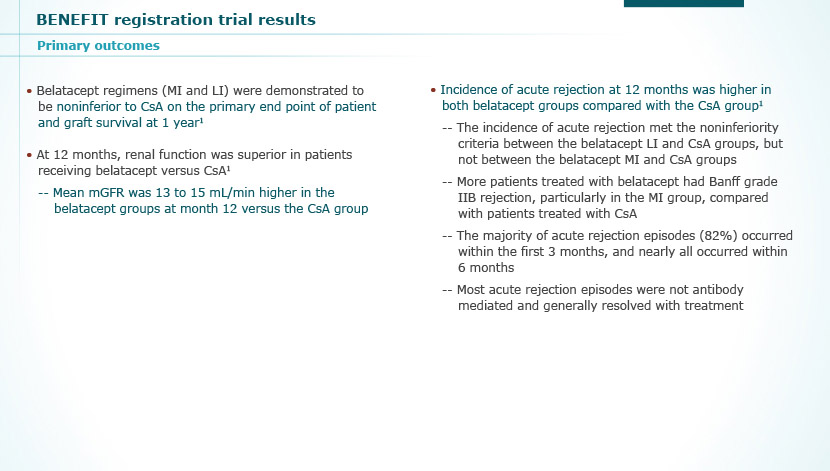 BENEFIT registration trial results
Primary outcomes
• Belatacept regimens (MI and LI) were demonstrated to
be noninferior to CsA on the primary end point of patient
and graft survival at 1 year¹
• At 12 months, renal function was superior in patients
receiving belatacept versus CsA¹
-- Mean mGFR was 13 to 15 mL/min higher in the
belatacept groups at month 12 versus the CsA group
• Incidence of acute rejection at 12 months was higher in
both belatacept groups compared with the CsA group¹
-- The incidence of acute rejection met the noninferiority
criteria between the belatacept LI and CsA groups, but
not between the belatacept MI and CsA groups
-- More patients treated with belatacept had Banff grade
IIB rejection, particularly in the MI group, compared
with patients treated with CsA
-- The majority of acute rejection episodes (82%) occurred
within the first 3 months, and nearly all occurred within
6 months
-- Most acute rejection episodes were not antibody
mediated and generally resolved with treatment